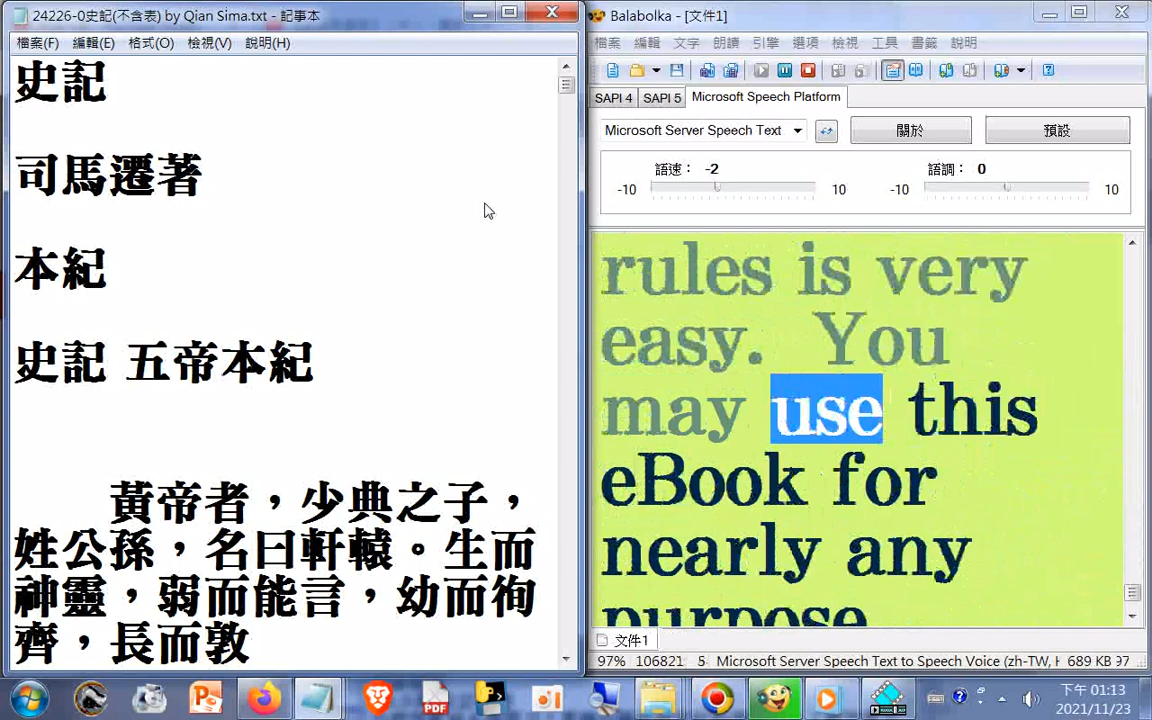 24226-0史記(不含表) by Qian Sima.txt - 記事本
檔案(F) 編輯(E) 格式(O) 檢視(V) 說明(H)
史記
司馬遷著
本紀
史記 五帝本紀
黃帝者，少典之子，
姓公孫，名曰軒轅。生而
神靈，弱而能言，幼而徇
齊，長而敦
Balabolka - [文件1]
檔案 編輯 文字 朗讀 引擎 選項 檢視 工具 書籤 說明
SAPI 4 SAPI 5 Microsoft Speech Platform
Microsoft Server Speech Text 關於 預設
語速： -2 語調： 0
-10 10 -10 10
rules is very
easy. You
may use this
eBook for
nearly any
purpose
文件1
97% 106821 5 Microsoft Server Speech Text to Speech Voice (zh-TW, H 689 KB 97
PDF
下午 01:13
2021/11/23